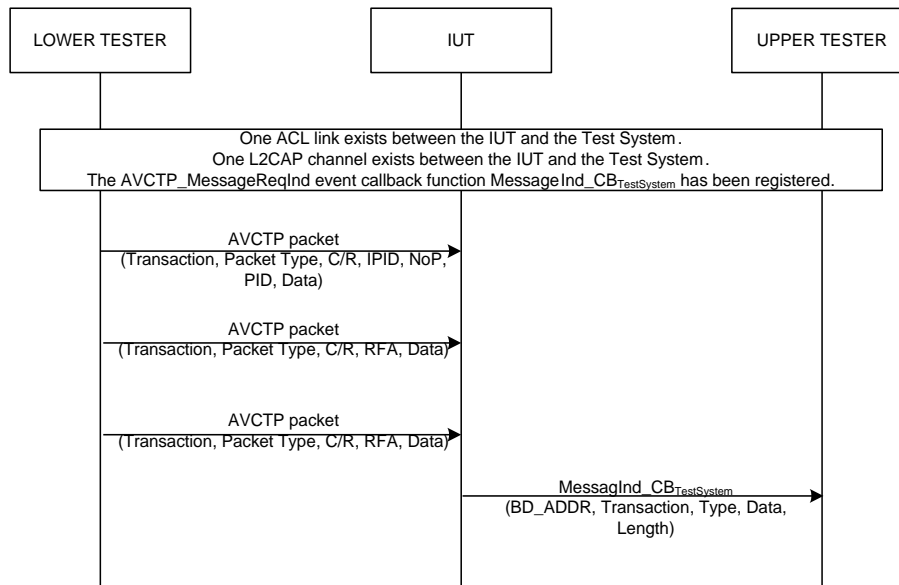 LOWER TESTER
IUT
UPPER TESTER
One ACL link exists between the IUT and the Test System.
One L2CAP channel exists between the IUT and the Test System.
The AVCTP_MessageReqInd event callback function MessageInd_CBTestSystem has been registered.
AVCTP packet
(Transaction, Packet Type, C/R, IPID, NoP,
PID, Data)
AVCTP packet
(Transaction, Packet Type, C/R, RFA, Data)
AVCTP packet
(Transaction, Packet Type, C/R, RFA, Data)
MessagInd_CBTestSystem
(BD_ADDR, Transaction, Type, Data,
Length)